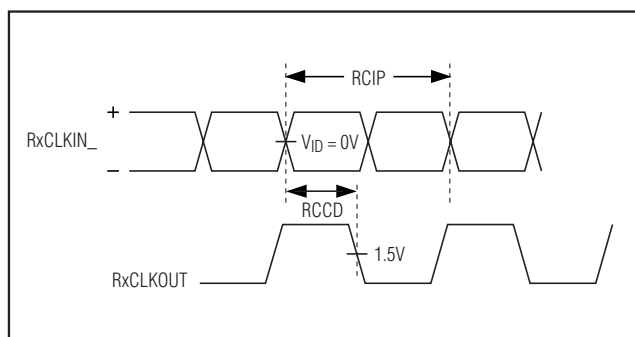 RCIP
+
RxCLKIN_
V_ID = 0V
–
RCCD
1.5V
RxCLKOUT